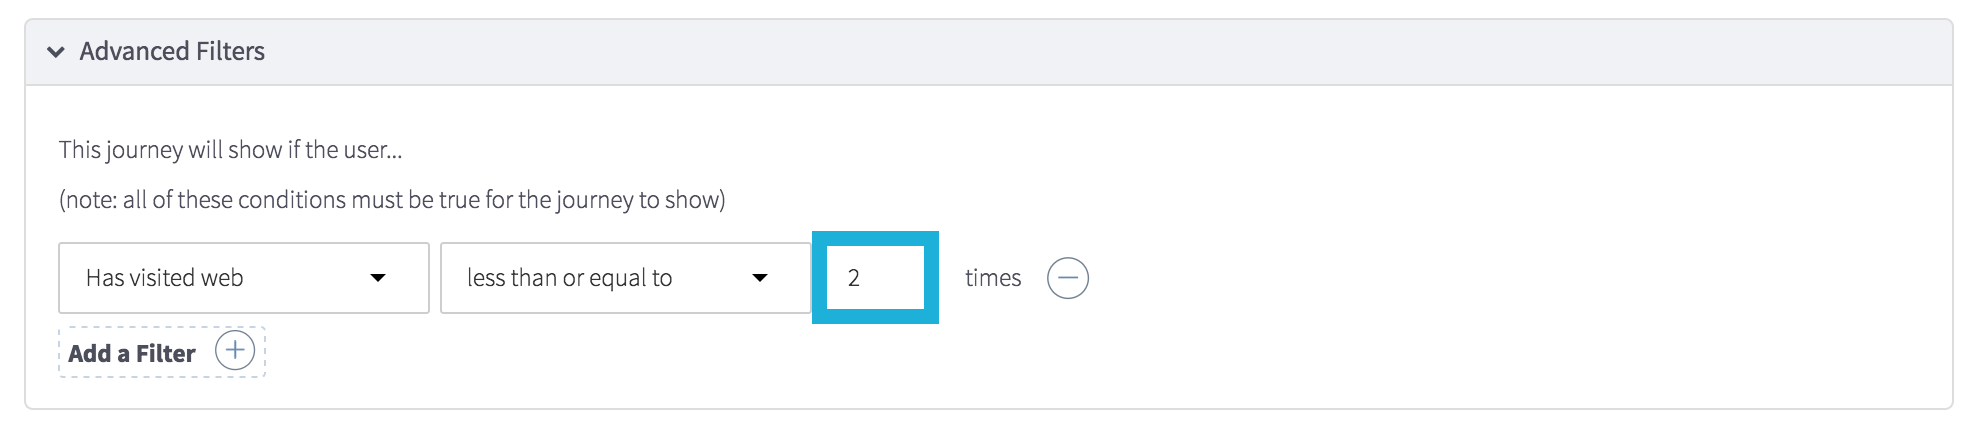 Advanced Filters
This journey will show if the user...
(note: all of these conditions must be true for the journey to show)
Has visited web less than or equal to 2 times
Add a Filter